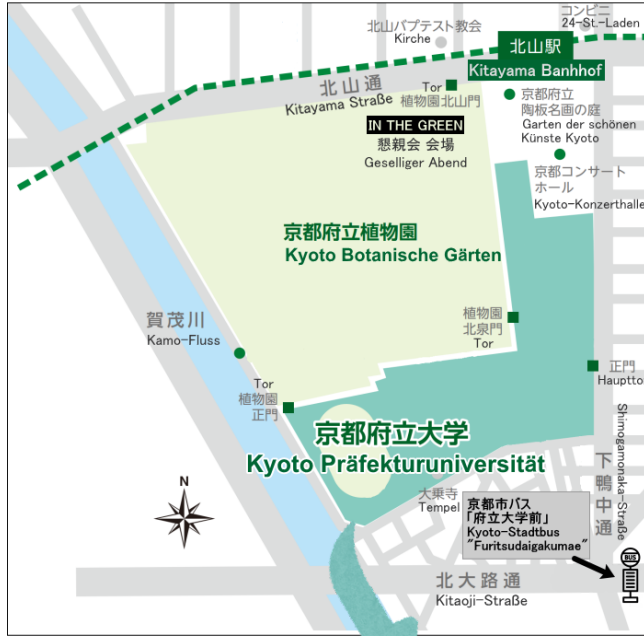 コンビニ
24-St.-Laden
北山バプテスト教会
Kirche
北山駅
Kitayama Banhhof
北山通
Kitayama Straße
Tor
植物園北山門
IN THE GREEN
懇親会 会場
Geselliger Abend
京都府立
陶板名画の庭
Garten der schönen
Künste Kyoto
京都コンサート
ホール
Kyoto-Konzerthalle
京都府立植物園
Kyoto Botanische Gärten
賀茂川
Kamo-Fluss
植物園
北泉門
Tor
正門
Haupttor
Tor
植物園
正門
京都府立大学
Kyoto Präfekturuniversität
下鴨中通
Shimogamonaka-Straße
大乗寺
Tempel
N
京都市バス
「府立大学前」
Kyoto-Stadtbus
"Furitsudaigakumae"
BUS
北大路通
Kitaoji-Straße